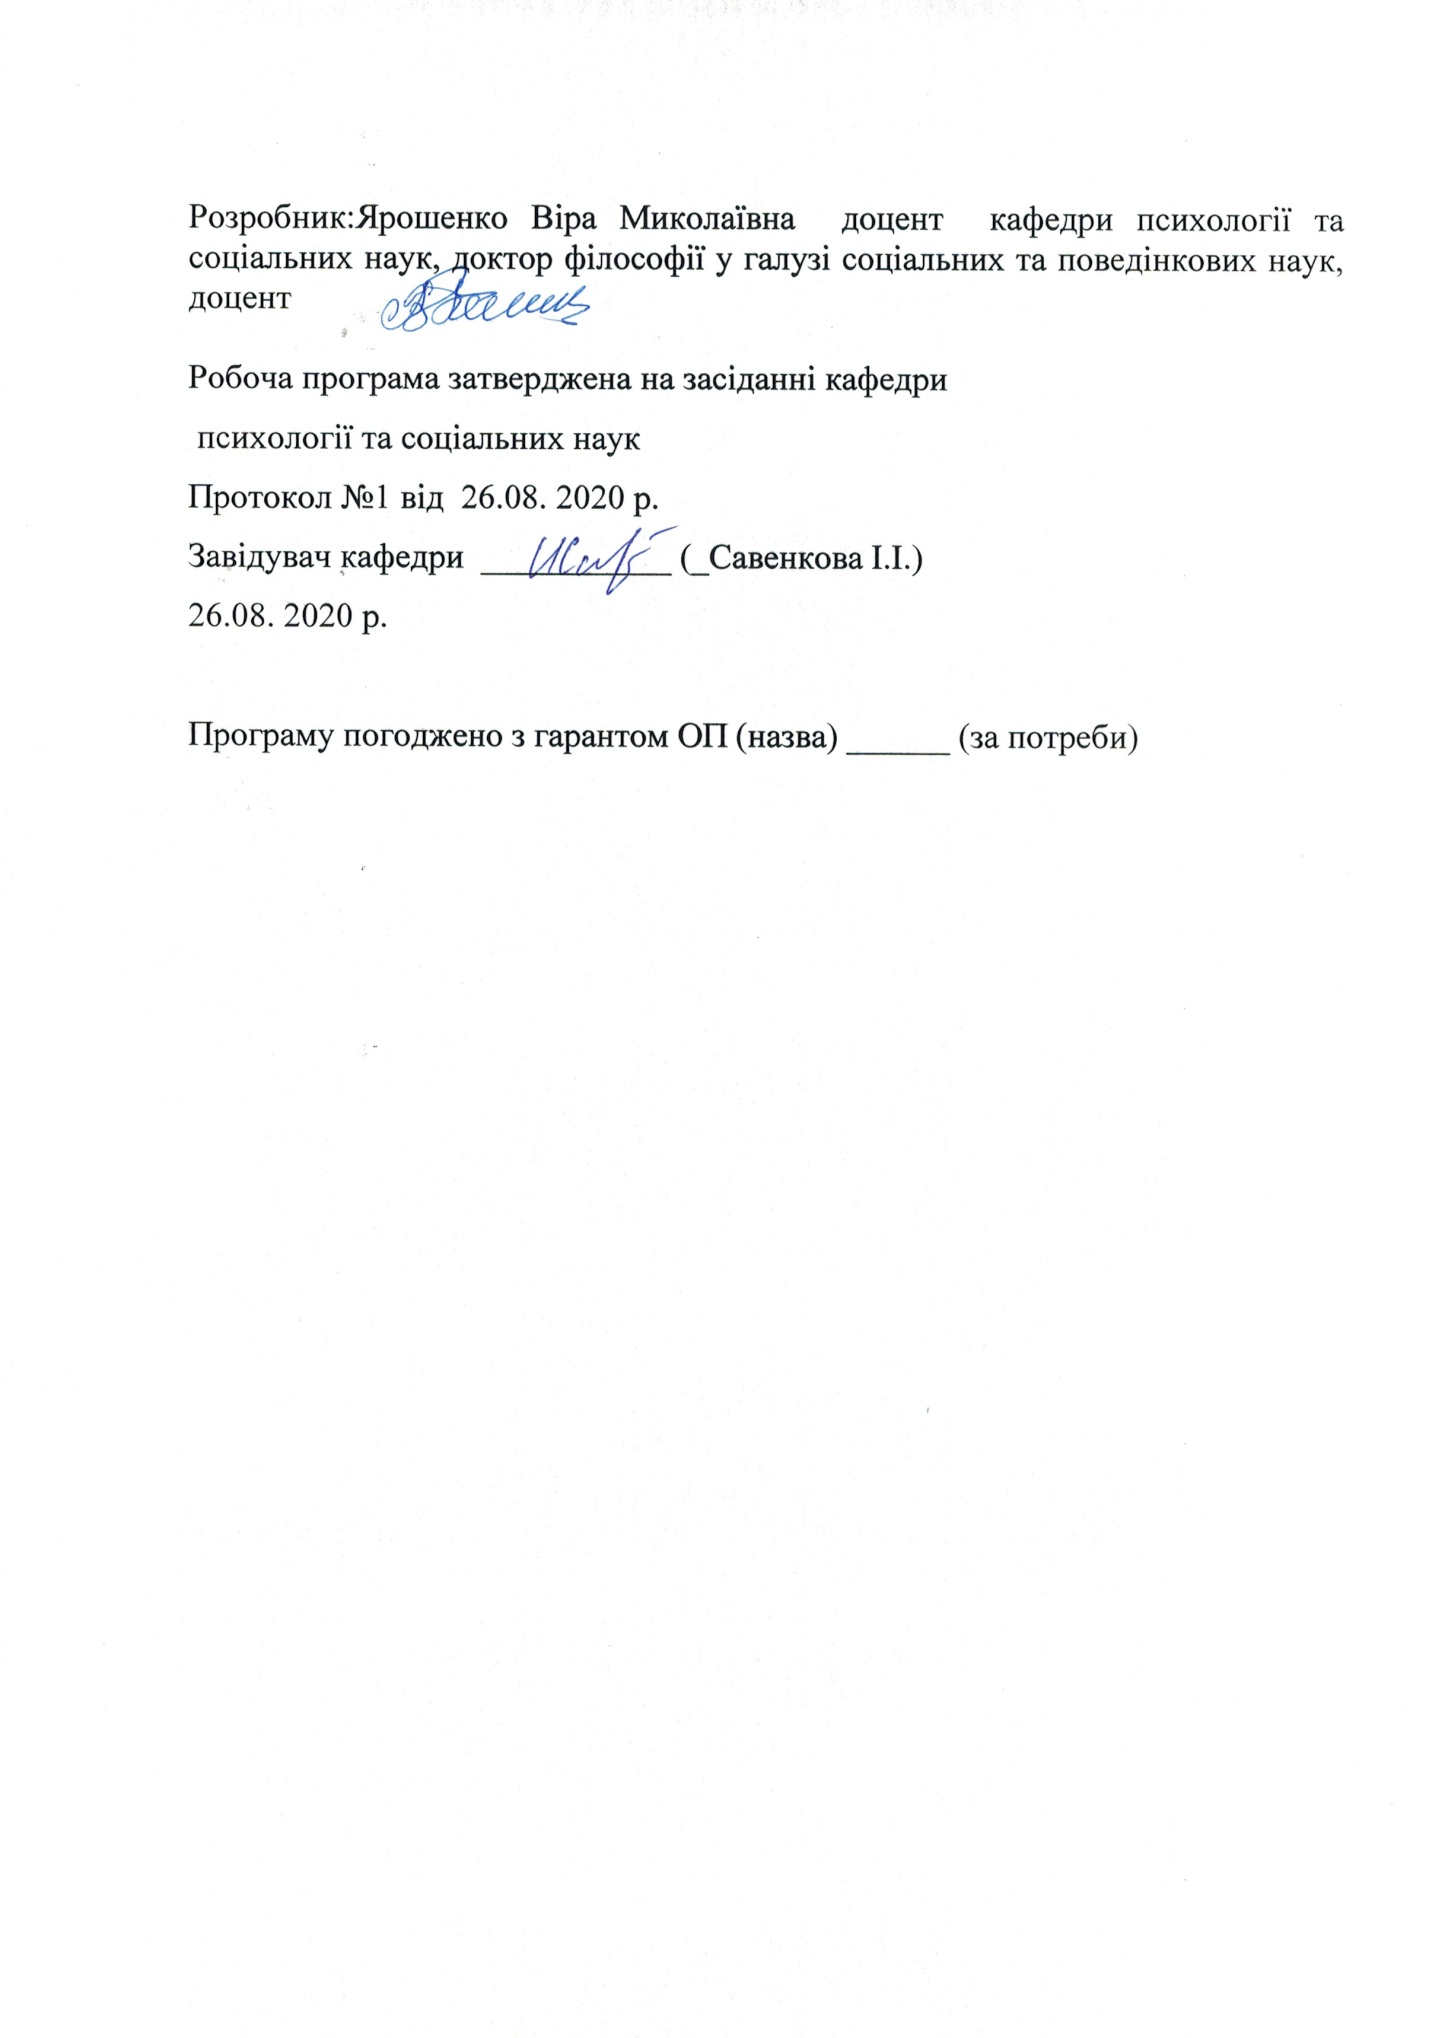 Розробник:Ярошенко Віра Миколаївна доцент кафедри психології та
соціальних наук, доктор філософії у галузі соціальних та поведінкових наук,
доцент
Робоча програма затверджена на засіданні кафедри
психології та соціальних наук
Протокол №1 від 26.08. 2020 р.
Завідувач кафедри ___________ (_Савенкова І.І.)
26.08. 2020 р.
Програму погоджено з гарантом ОП (назва) ______ (за потреби)